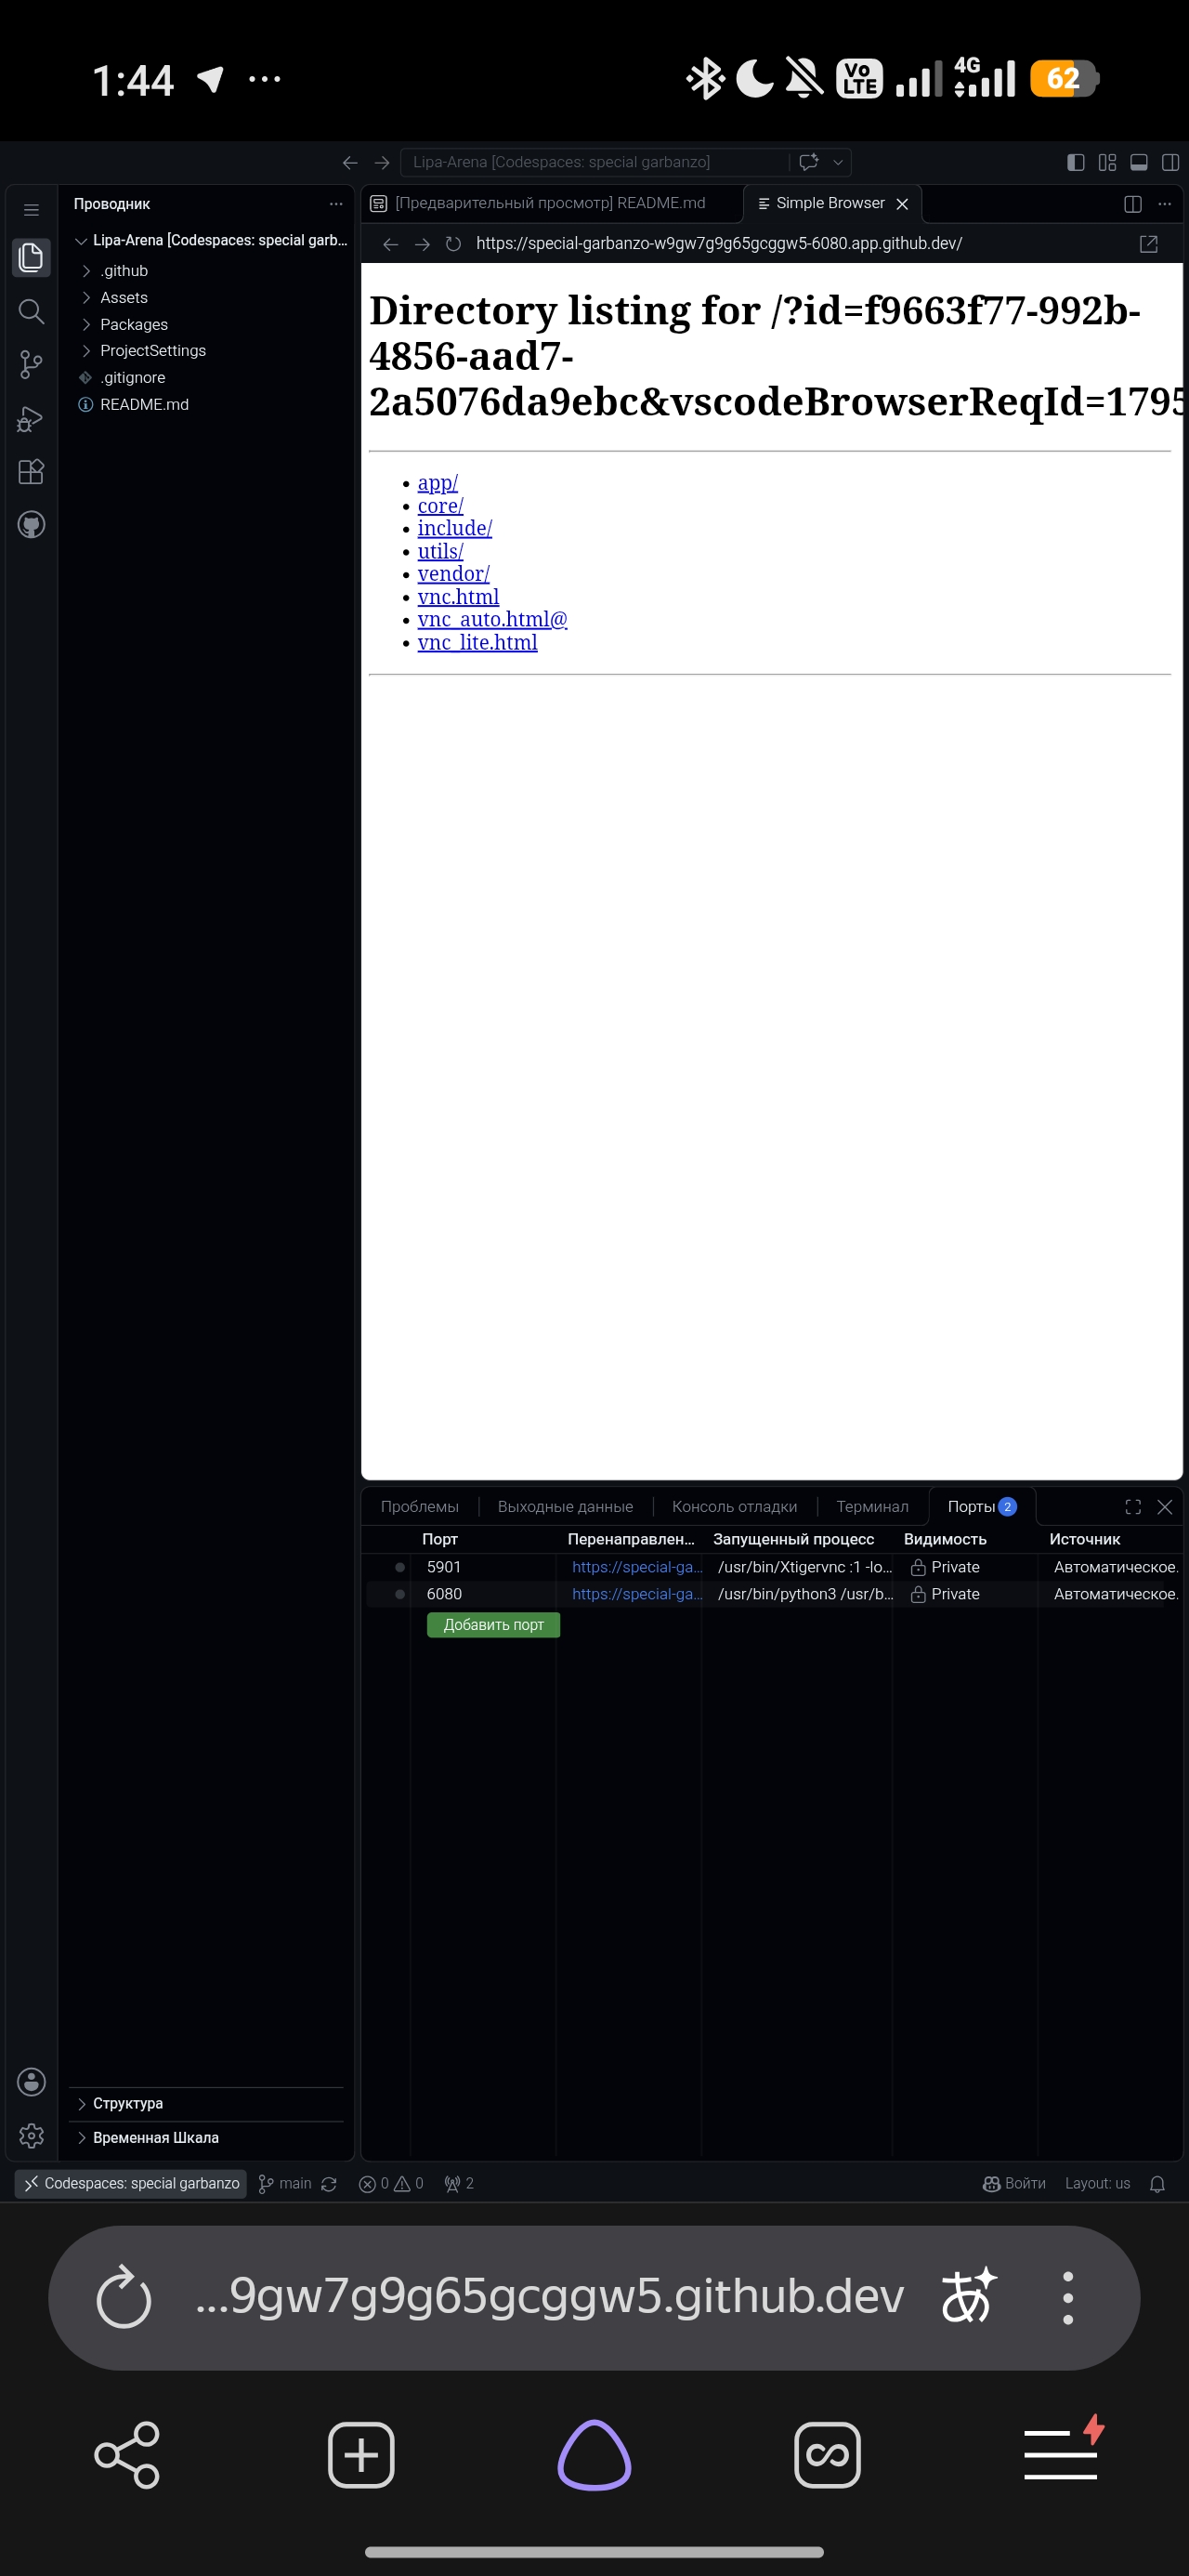 1:44
Vo LTE
4G
62
Lipa-Arena [Codespaces: special garbanzo]
Проводник
[Предварительный просмотр] README.md
Simple Browser
Lipa-Arena [Codespaces: special garb...
https://special-garbanzo-w9gw7g9g65gcggw5-6080.app.github.dev/
.github
Assets
Packages
ProjectSettings
.gitignore
README.md
Directory listing for /?id=f9663f77-992b-
4856-aad7-
2a5076da9ebc&vscodeBrowserReqId=1795
app/
core/
include/
utils/
vendor/
vnc.html
vnc_auto.html@
vnc_lite.html
Проблемы
Выходные данные
Консоль отладки
Терминал
Порты 2
Порт Перенаправлен... Запущенный процесс Видимость Источник
5901 https://special-ga... /usr/bin/Xtigervnc :1 -lo... Private Автоматическое.
6080 https://special-ga... /usr/bin/python3 /usr/b... Private Автоматическое.
Добавить порт
Структура
Временная Шкала
Codespaces: special garbanzo main 0 0 2 Войти Layout: us
...9gw7g9g65gcggw5.github.dev
あ